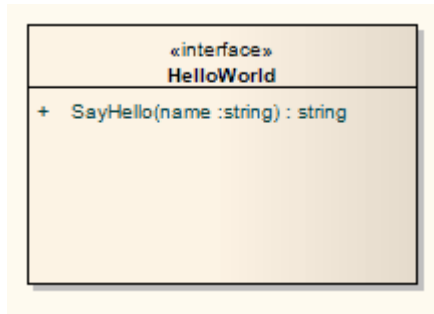 «interface»
HelloWorld
+ SayHello(name :string) : string